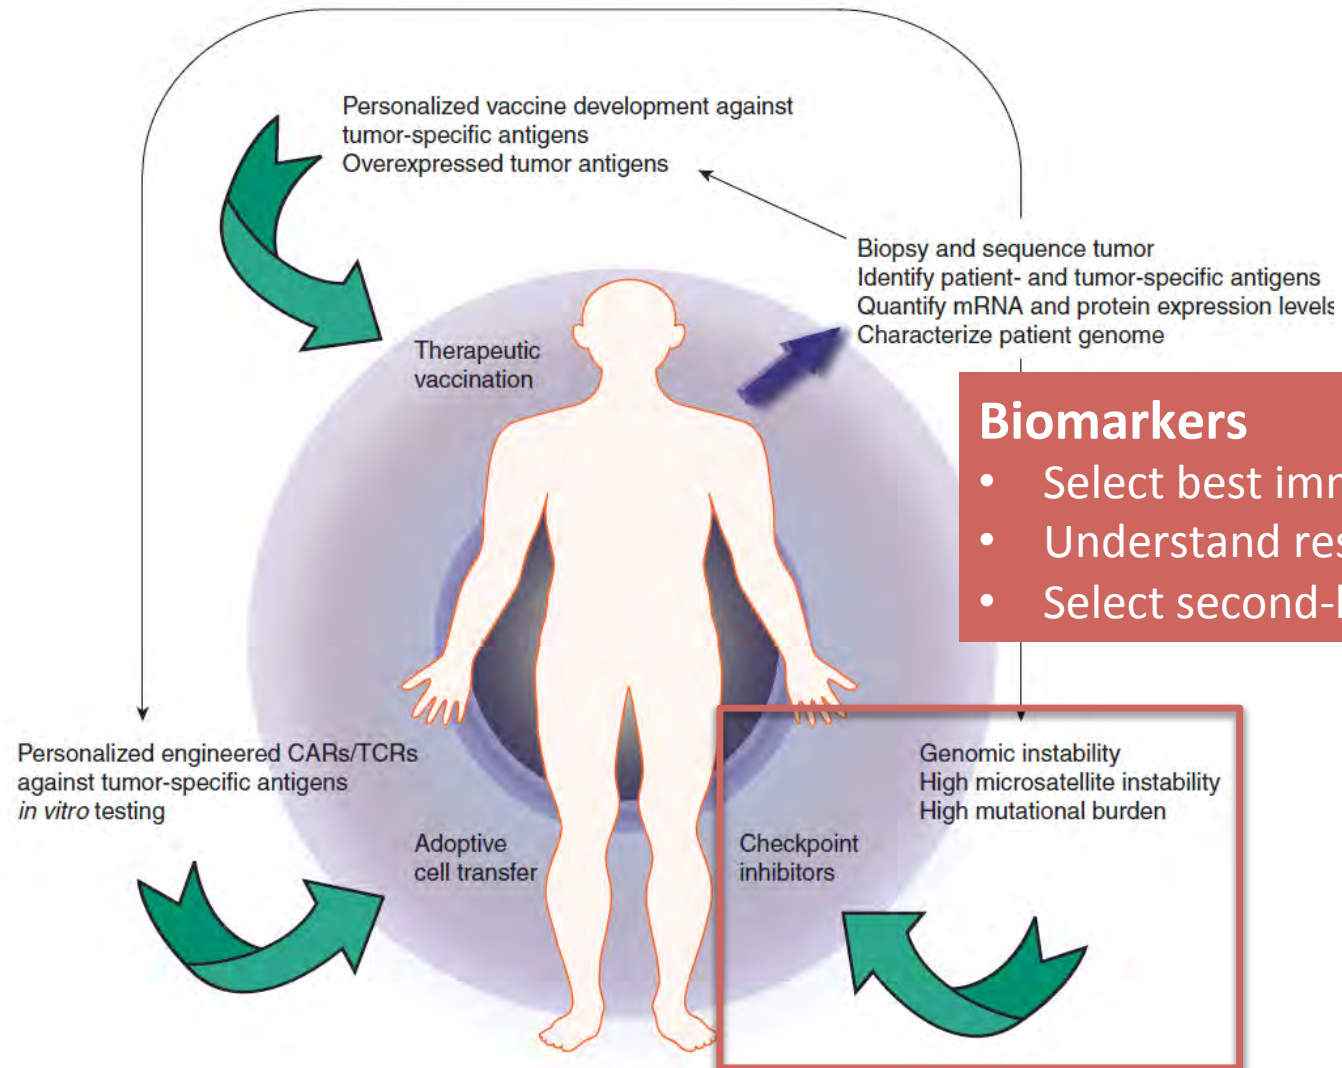 Personalized vaccine development against
tumor-specific antigens
Overexpressed tumor antigens
Biopsy and sequence tumor
Identify patient- and tumor-specific antigens
Quantify mRNA and protein expression levels
Characterize patient genome
Therapeutic
vaccination
Biomarkers
• Select best
• Understand
• Select
Personalized engineered CARs/TCRs
against tumor-specific antigens
in vitro testing
Genomic instability
High microsatellite instability
High mutational burden
Adoptive
cell transfer
Checkpoint
inhibitors